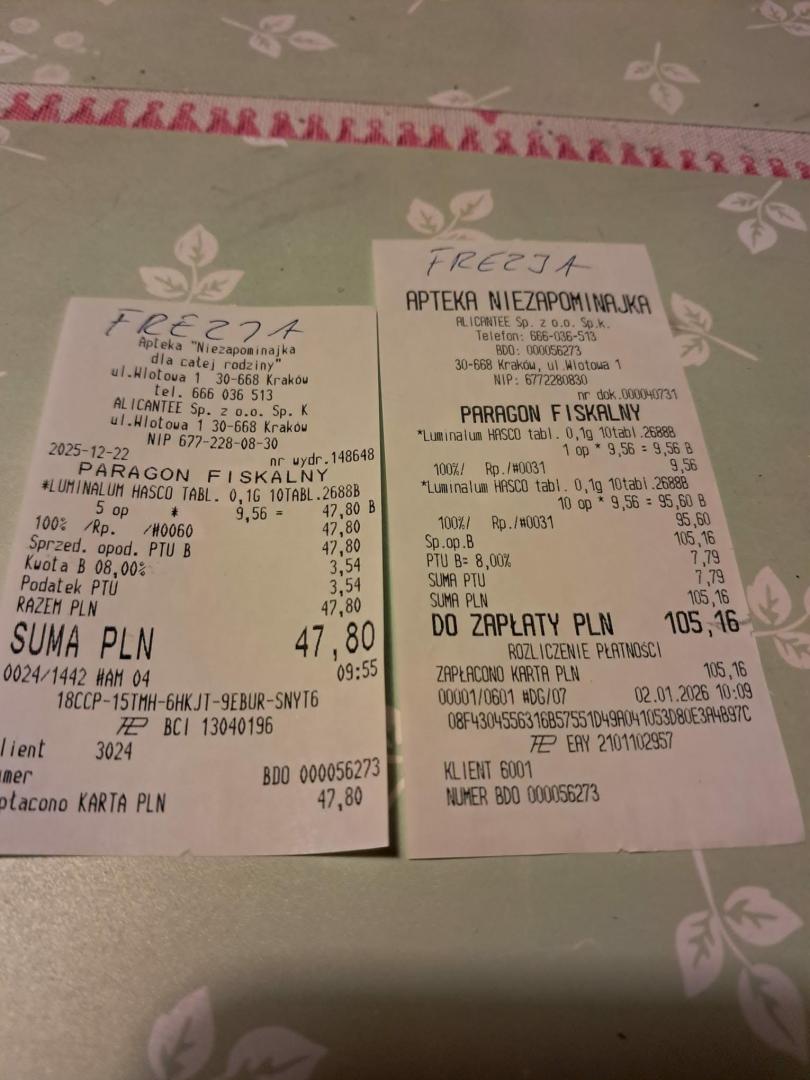 FREZJA
Apteka "Niezapominajka
dla całej rodziny"
ul.Wlotowa 1 30-668 Kraków
tel. 666 036 513
ALICANTEE Sp. z o.o. Sp. K
ul.Wlotowa 1 30-668 Kraków
NIP 677-228-08-30
2025-12-22 nr wydr.148648
PARAGON FISKALNY
*LUMINALUM HASCO TABL. 0,1G 10TABL.2688B
5 op * 9,56 = 47,80 B
100% /Rp. /#0060 47,80
Sprzed. opod. PTU B 47,80
Kwota B 08,00% 3,54
Podatek PTU 3,54
RAZEM PLN 47,80
SUMA PLN 47,80
0024/1442 #AM 04 09:55
18CCP-15TMH-6HKJT-9EBUR-SNYT6
BCI 13040196
lient 3024
mer BDO 000056273
płacono KARTA PLN 47,80
FREZJA
APTEKA NIEZAPOMINAJKA
ALICANTEE Sp. z o.o. Sp.k.
Telefon: 666-036-513
BDO: 000056273
30-668 Kraków, ul.Wlotowa 1
NIP: 6772280830
nr dok.000040731
PARAGON FISKALNY
*Luminalum HASCO tabl. 0,1g 10tabl.2688B
1 op * 9,56 = 9,56 B
100%/ Rp./#0031 9,56
*Luminalum HASCO tabl. 0,1g 10tabl.2688B
10 op * 9,56 = 95,60 B
100%/ Rp./#0031 95,60
Sp.op.B 105,16
PTU B= 8,00% 7,79
SUMA PTU 7,79
SUMA PLN 105,16
DO ZAPŁATY PLN 105,16
ROZLICZENIE PŁATNOŚCI
ZAPŁACONO KARTA PLN 105,16
00001/0601 #DG/07 02.01.2026 10:09
08F4304556316B57551D49A041053D80E3A4B97C
EAY 2101102957
KLIENT 6001
NUMER BDO 000056273